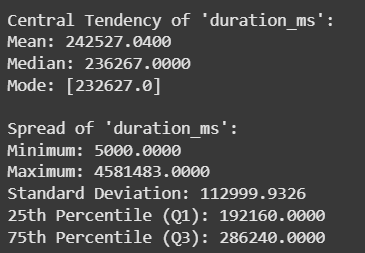 Central Tendency of 'duration_ms':
Mean: 242527.0400
Median: 236267.0000
Mode: [232627.0]
Spread of 'duration_ms':
Minimum: 5000.0000
Maximum: 4581483.0000
Standard Deviation: 112999.9326
25th Percentile (Q1): 192160.0000
75th Percentile (Q3): 286240.0000